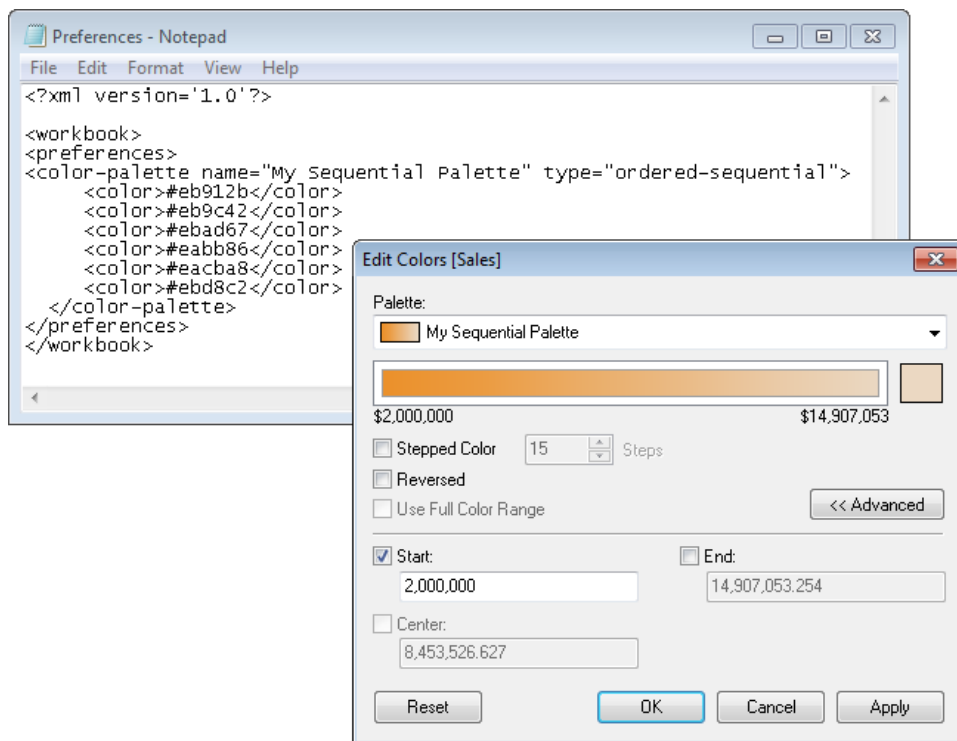 Preferences - Notepad
File Edit Format View Help
<?xml version='1.0'?>
<workbook>
<preferences>
<color-palette name="My Sequential Palette" type="ordered-sequential">
<color>#eb912b</color>
<color>#eb9c42</color>
<color>#ebad67</color>
<color>#eabb86</color>
<color>#eacba8</color>
<color>#ebd8c2</color>
</color-palette>
</preferences>
</workbook>
Edit Colors [Sales]
Palette:
My Sequential Palette
$2,000,000 $14,907,053
Stepped Color 15 Steps
Reversed
Use Full Color Range
<< Advanced
Start: End:
2,000,000 14,907,053.254
Center:
8,453,526.627
Reset OK Cancel Apply